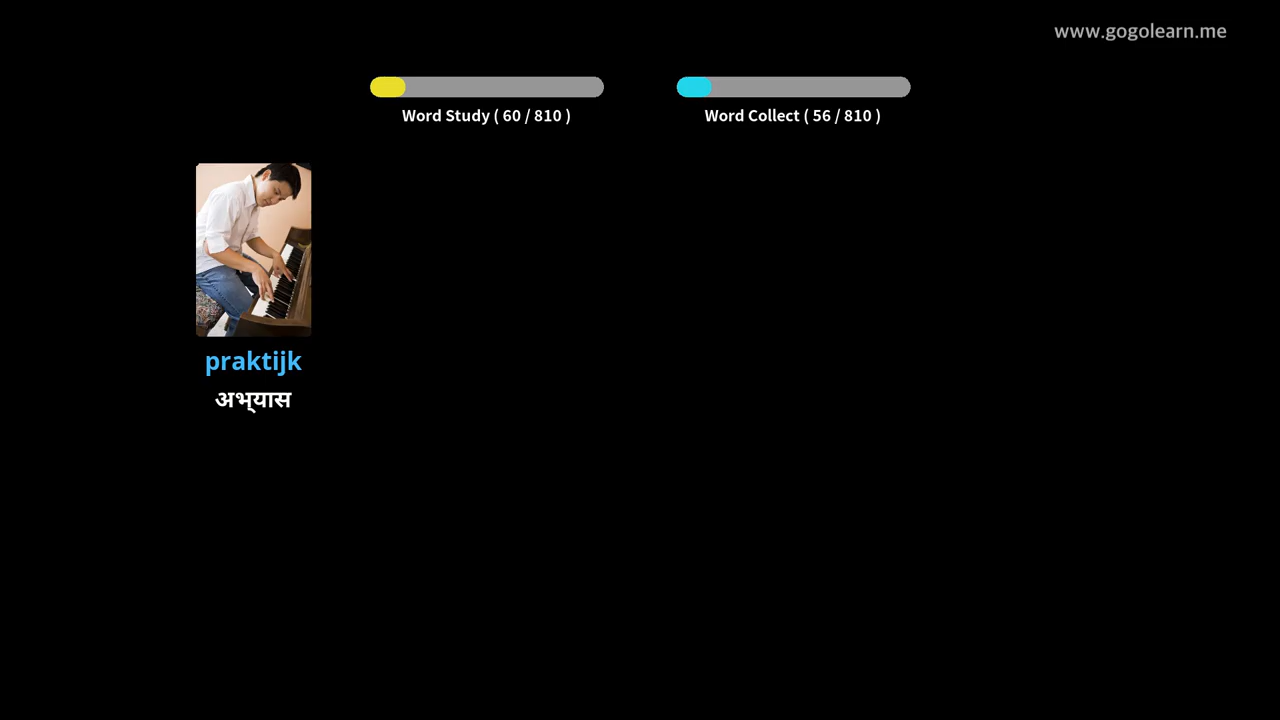 www.gogolearn.me
Word Study ( 60 / 810 )
Word Collect ( 56 / 810 )
praktijk
अभ्यास